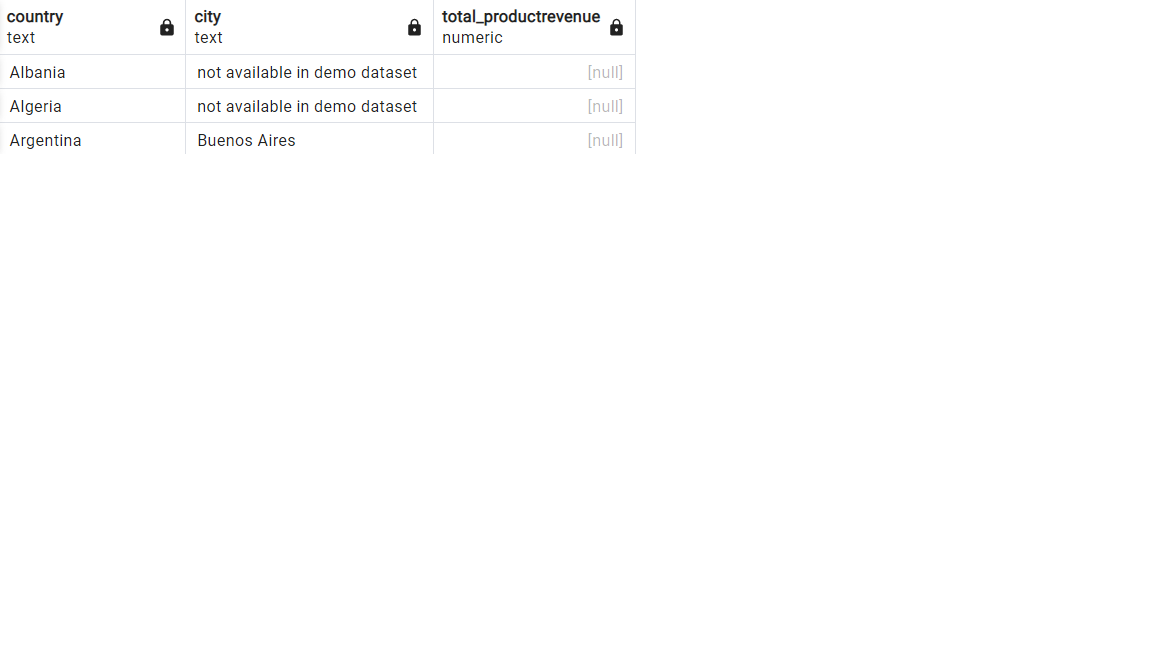 country city total_productrevenue
text text numeric
Albania not available in demo dataset [null]
Algeria not available in demo dataset [null]
Argentina Buenos Aires [null]